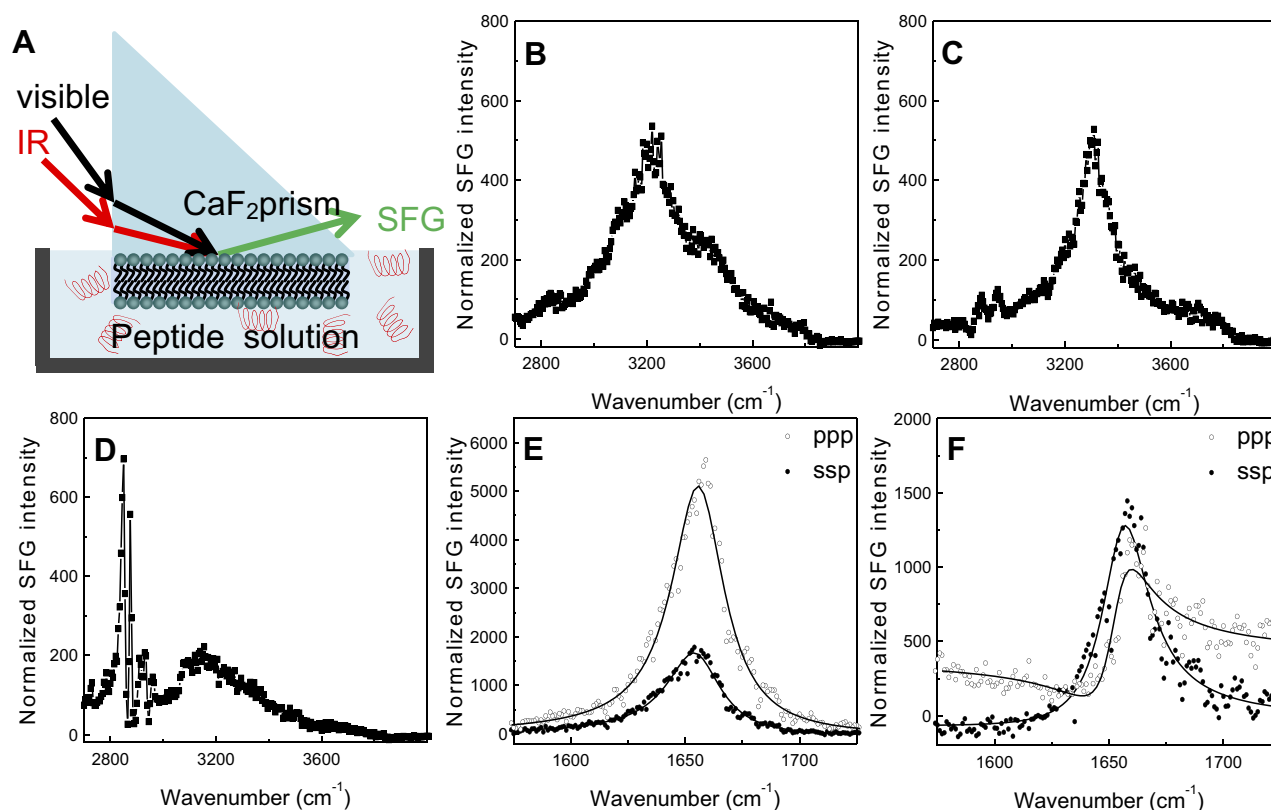 A
visible
IR
CaF2prism
SFG
Peptide solution
B
Normalized SFG intensity
800
600
400
200
0
2800 3200 3600
Wavenumber (cm-1)
C
Normalized SFG intensity
800
600
400
200
0
2800 3200 3600
Wavenumber (cm-1)
D
Normalized SFG intensity
800
600
400
200
0
2800 3200 3600
Wavenumber (cm-1)
E
ppp
ssp
Normalized SFG intensity
6000
5000
4000
3000
2000
1000
0
1600 1650 1700
Wavenumber (cm-1)
F
ppp
ssp
Normalized SFG intensity
2000
1500
1000
500
0
1600 1650 1700
Wavenumber (cm-1)